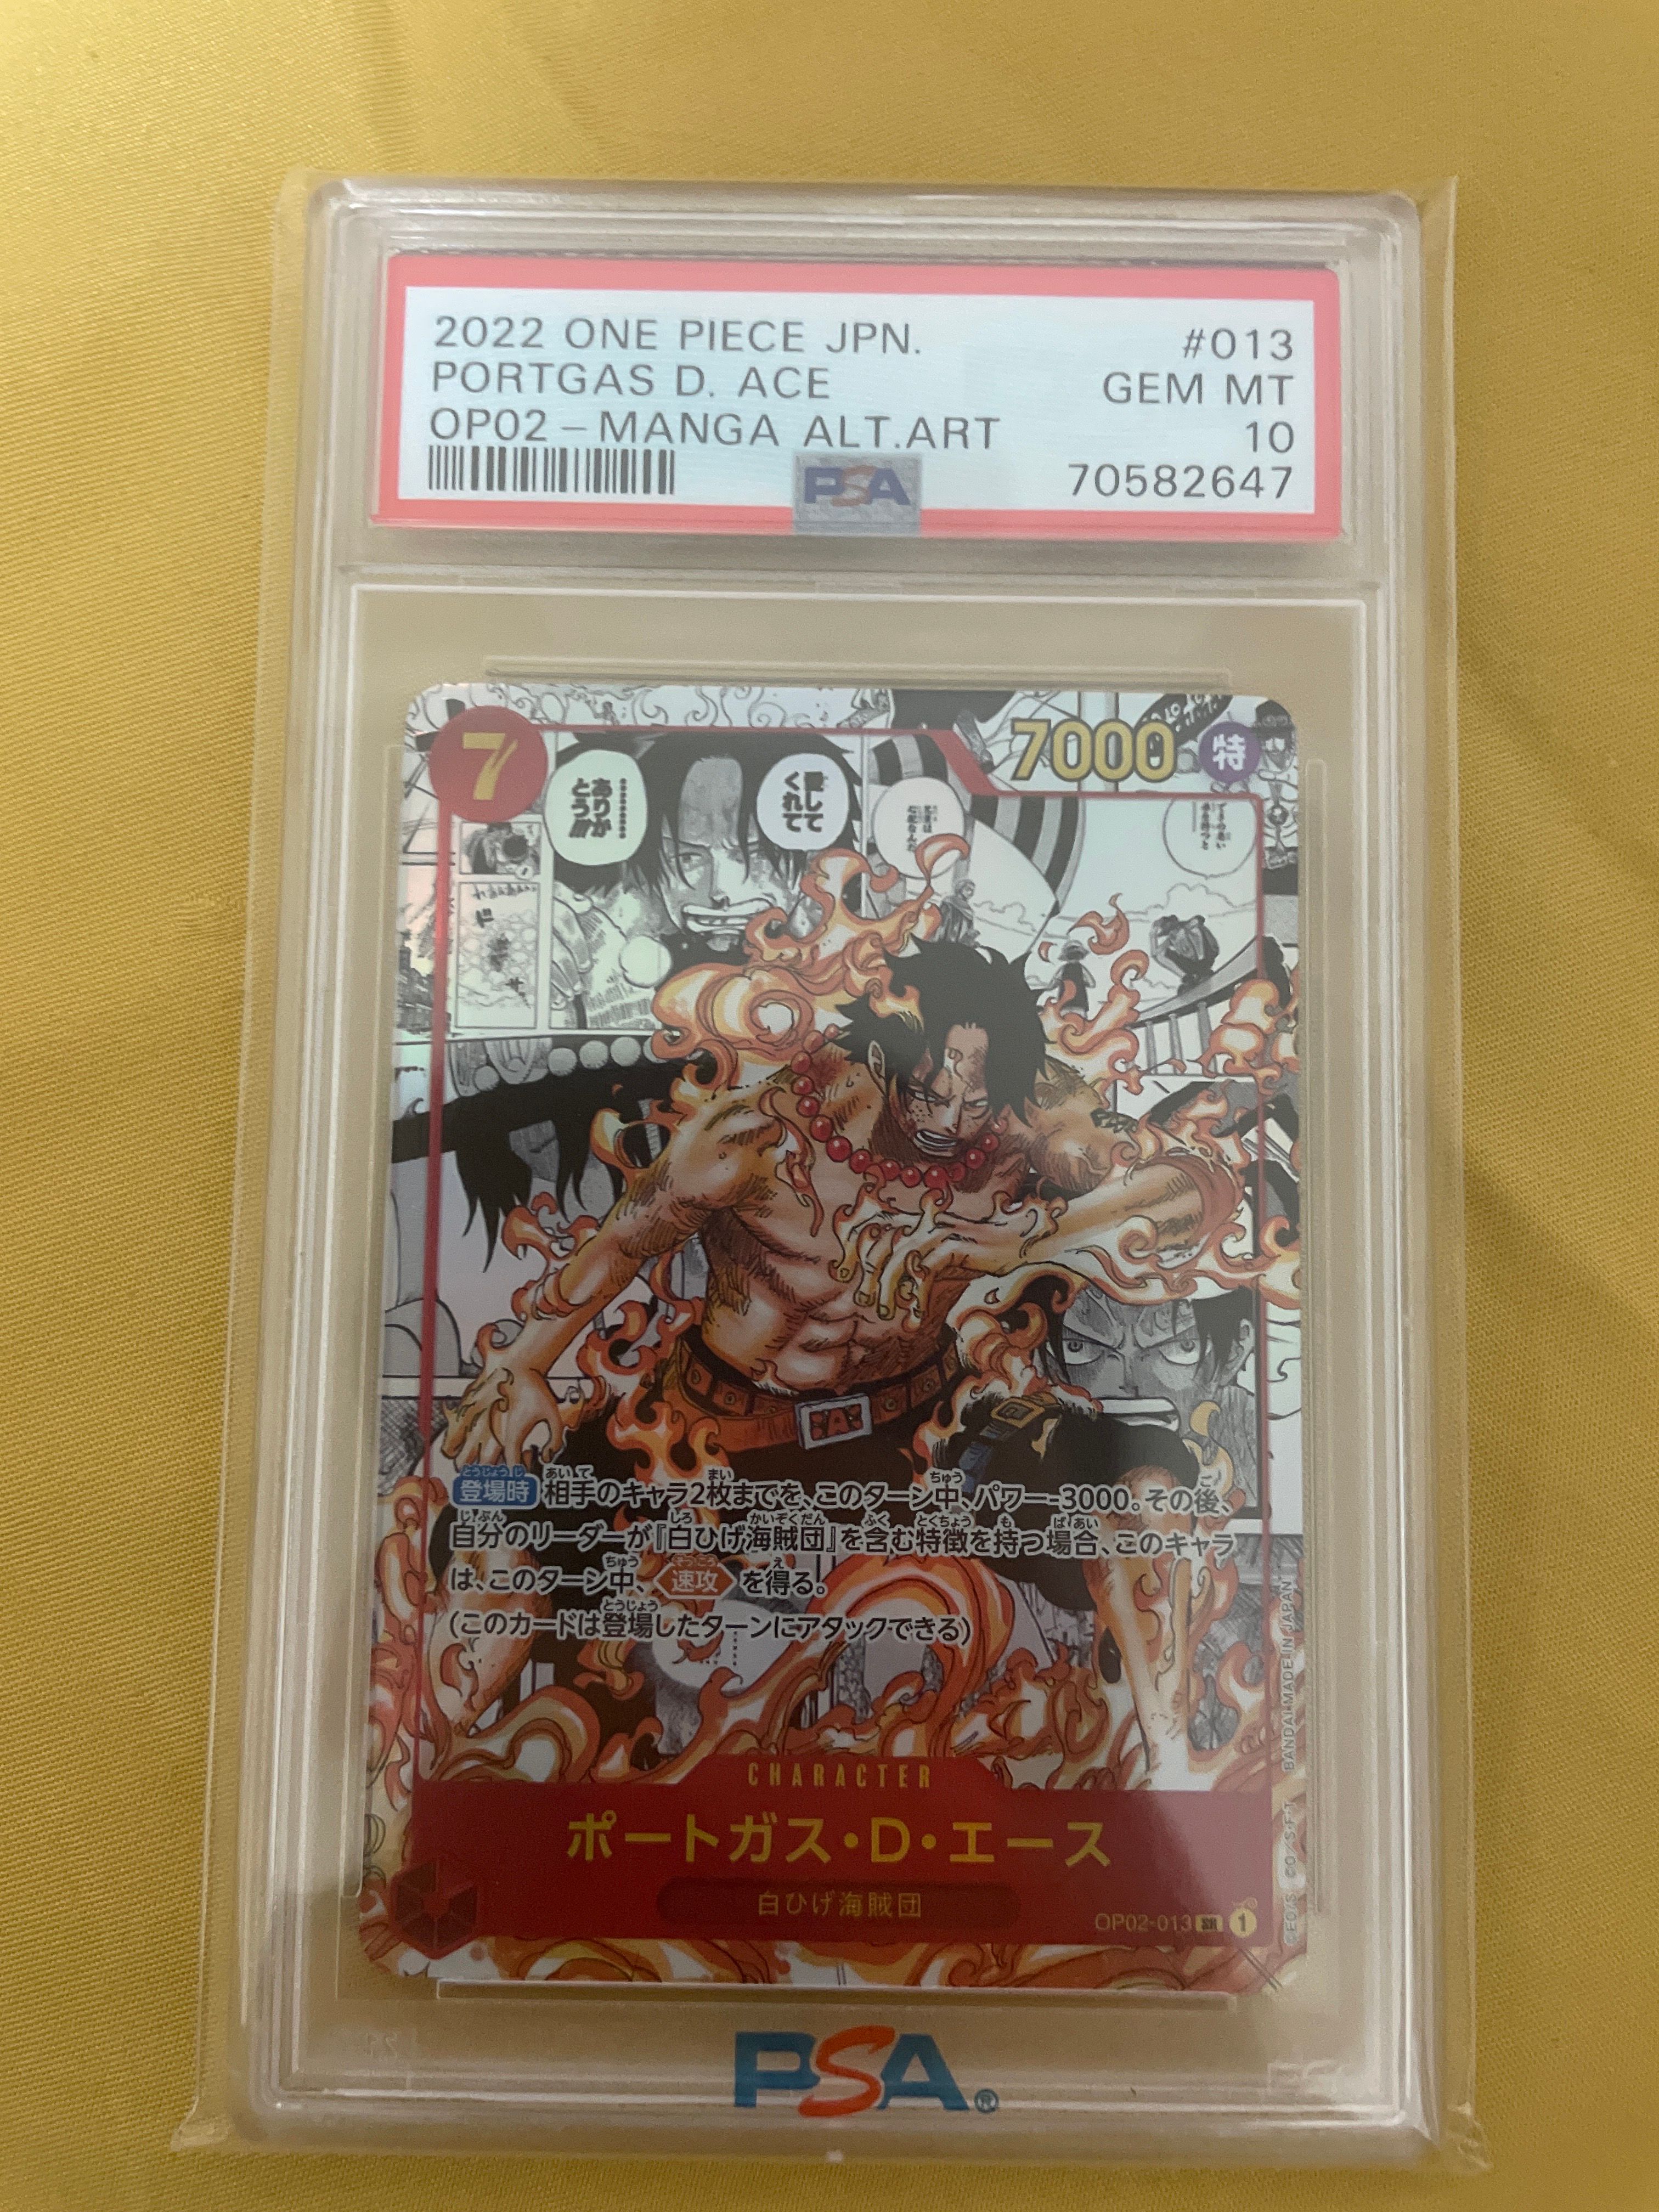 2022 ONE PIECE JPN. #013
PORTGAS D. ACE GEM MT
OP02 – MANGA ALT.ART 10
PSA 70582647
7
7000 特
………
ありが
とう!!!
愛して
くれて
ド
サ
登場時 相手のキャラ2枚までを、このターン中、パワー-3000。その後、
自分のリーダーが『白ひげ海賊団』を含む特徴を持つ場合、このキャラ
は、このターン中、速攻を得る。
(このカードは登場したターンにアタックできる)
A
CHARACTER
ポートガス・D・エース
白ひげ海賊団
OP02-013 SR 1
BANDAI MADE IN JAPAN
PSA®